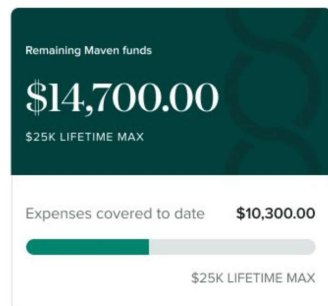 Remaining Maven funds
$14,700.00
$25K LIFETIME MAX
Expenses covered to date $10,300.00
$25K LIFETIME MAX